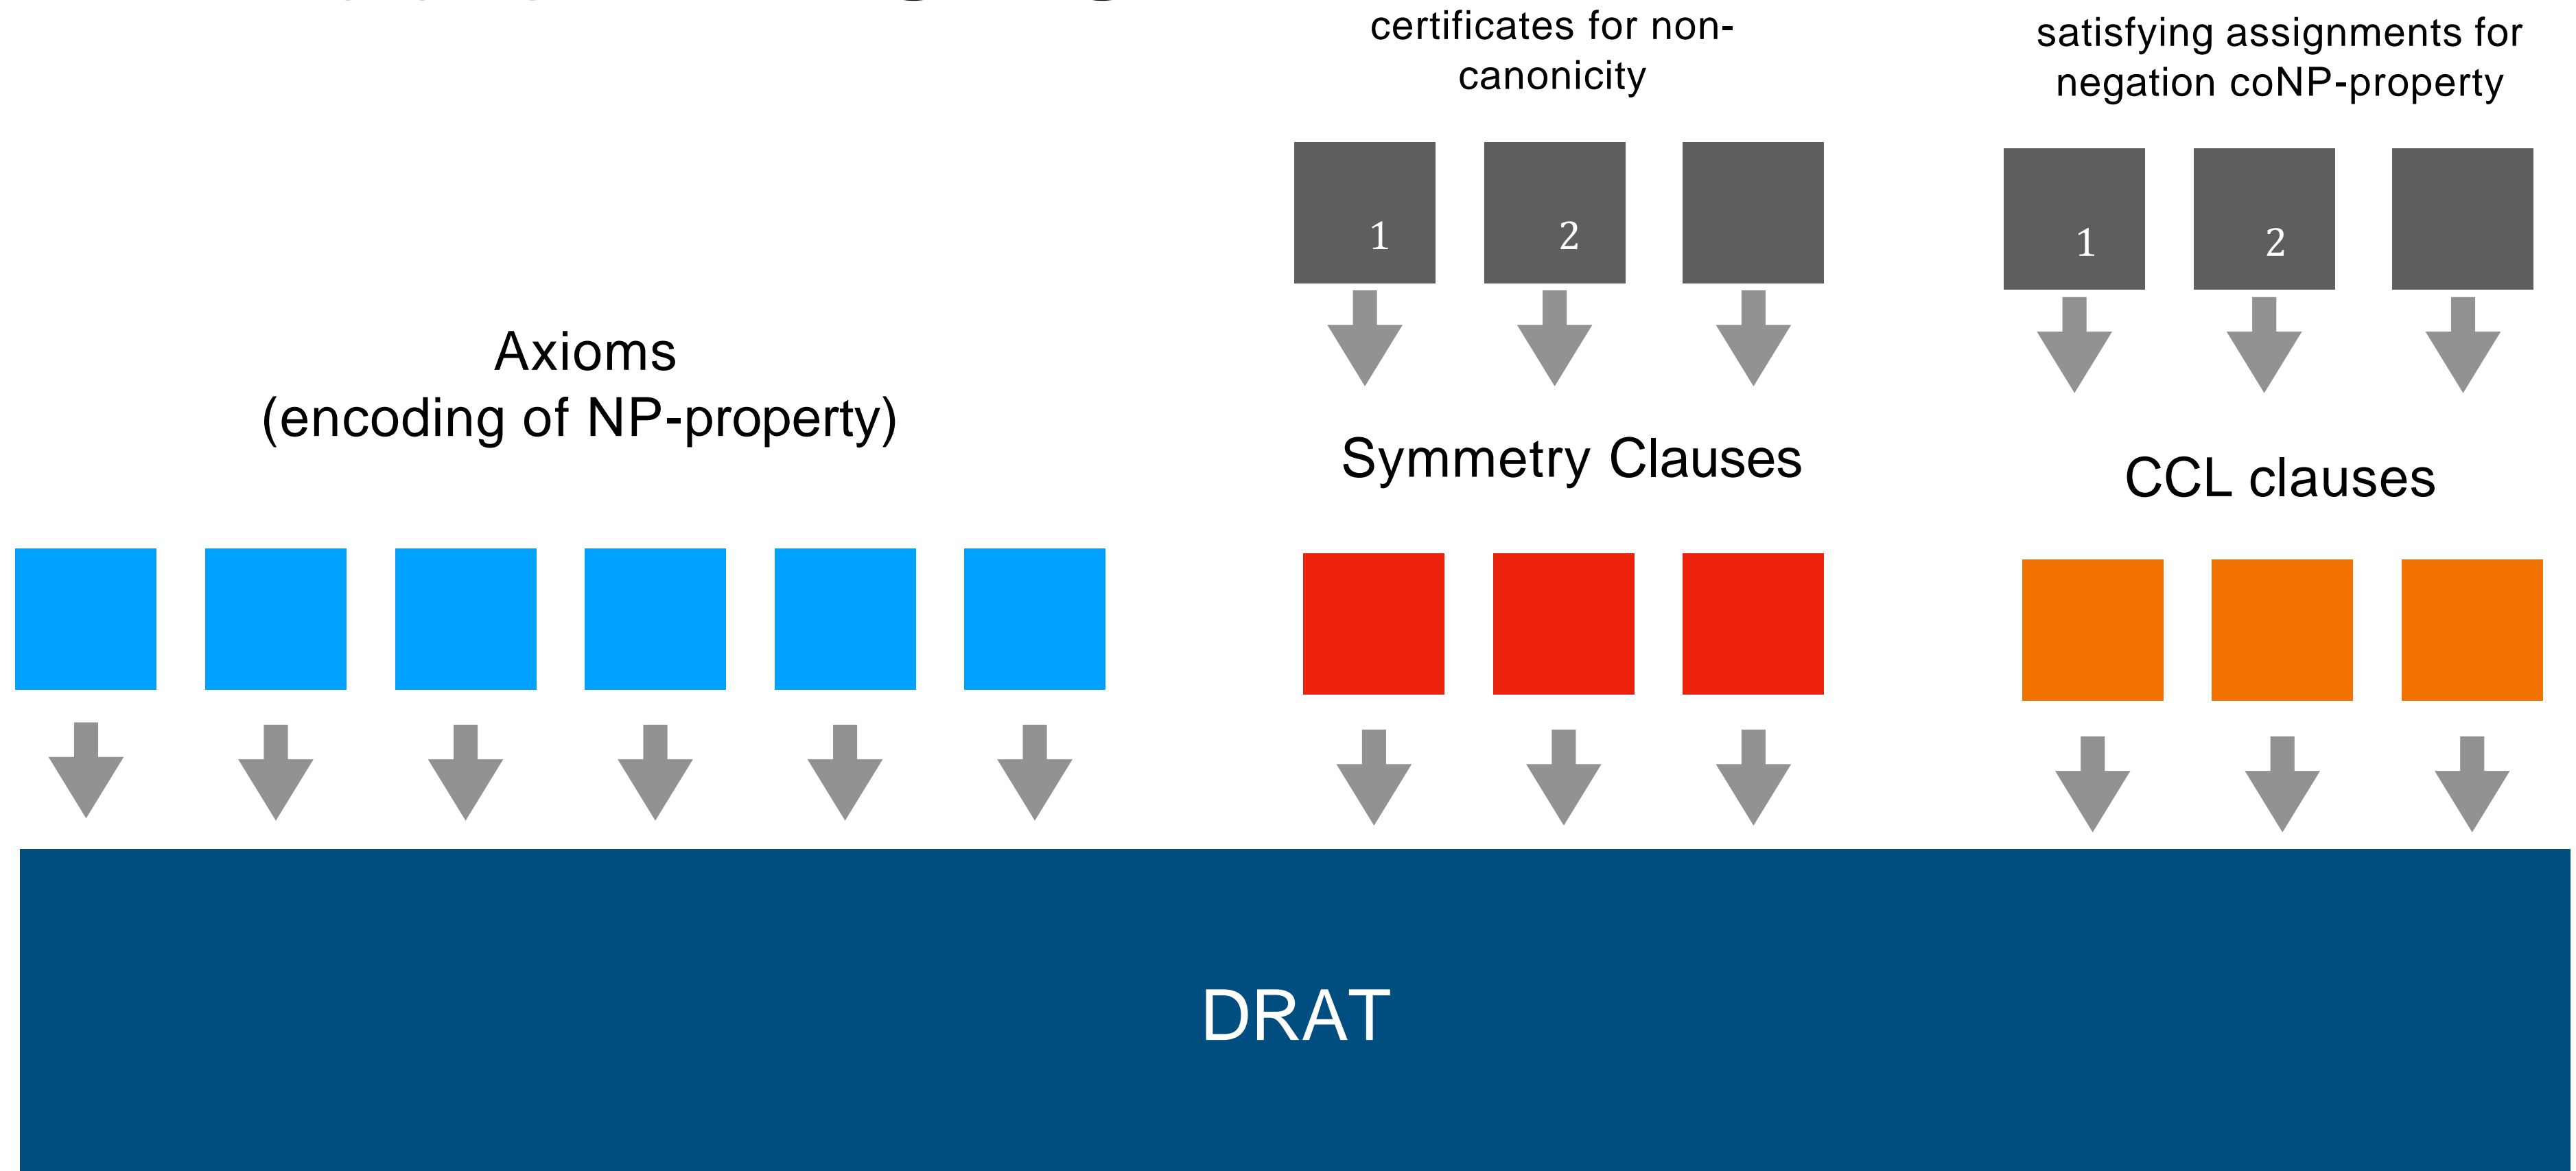 certificates for non-
canonicity
satisfying assignments for
negation coNP-property
1
2
1
2
Axioms
(encoding of NP-property)
Symmetry Clauses
CCL clauses
DRAT